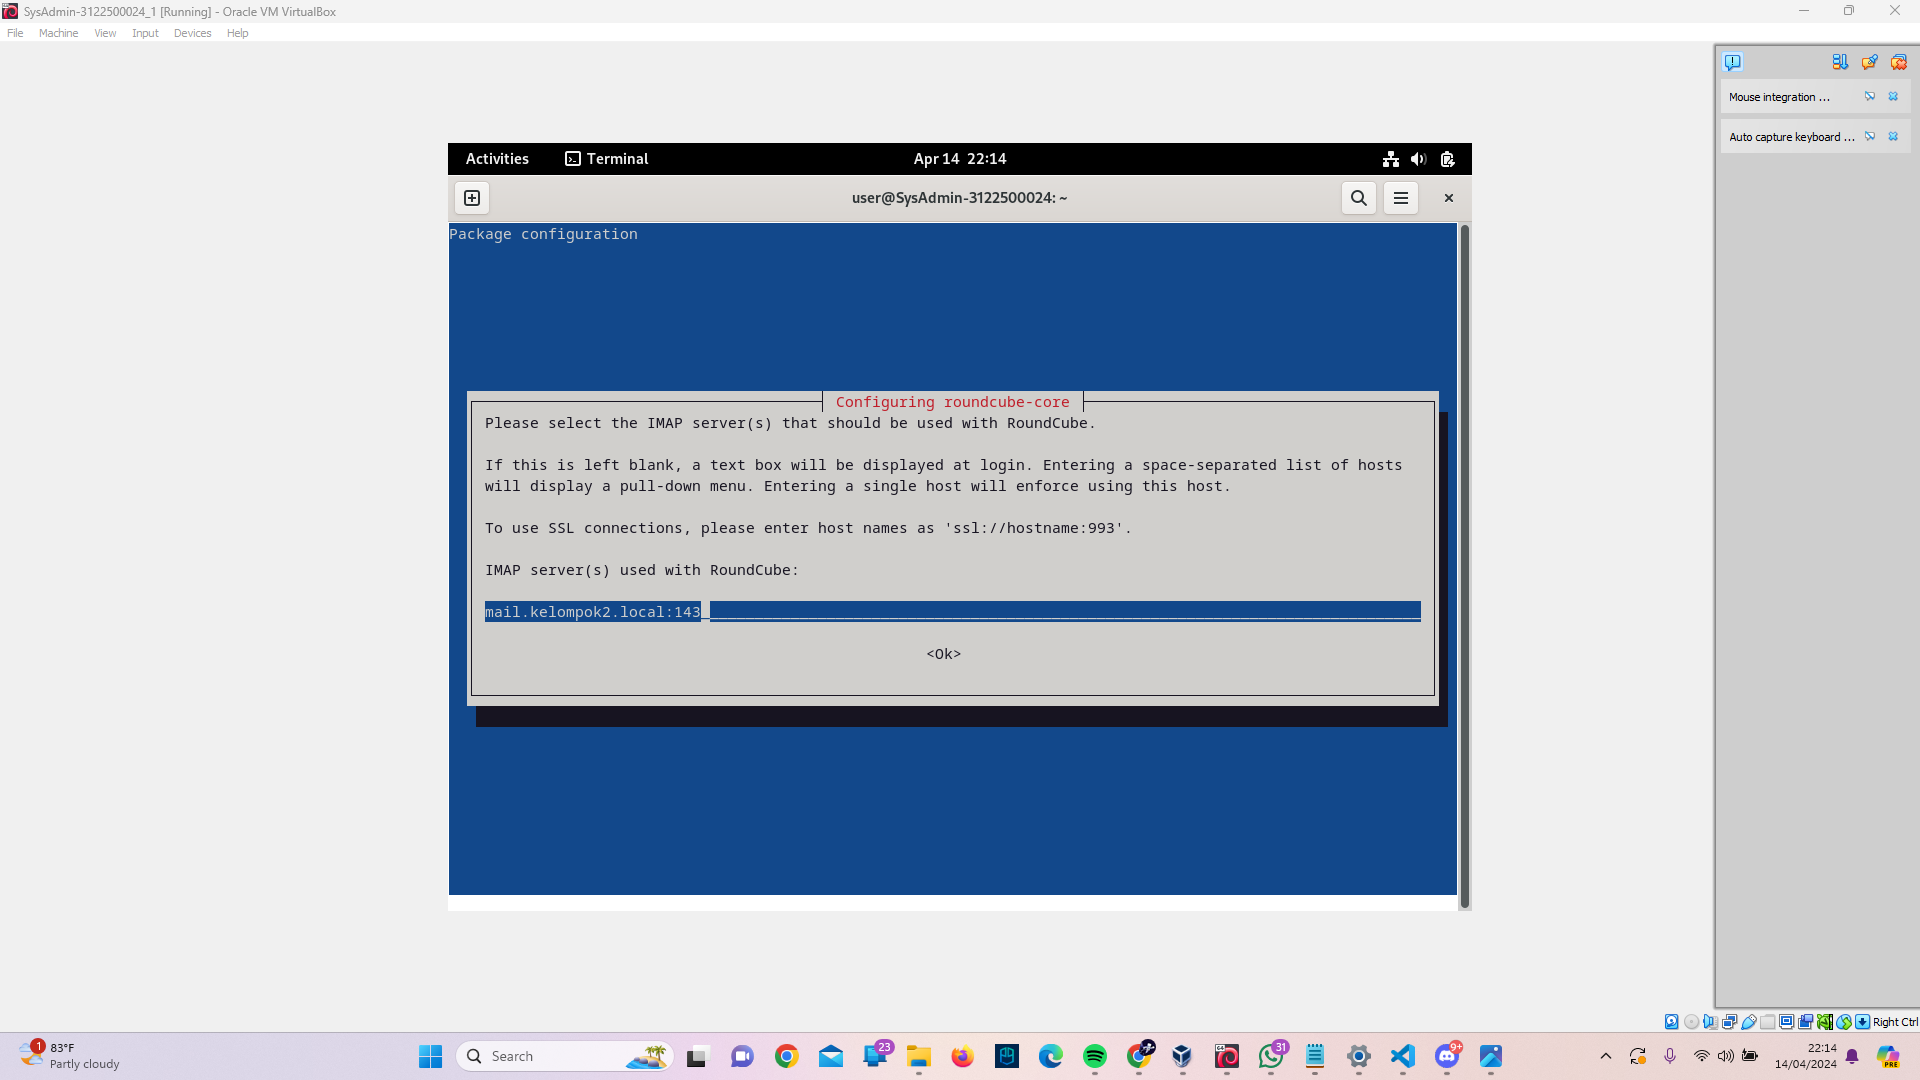 SysAdmin-3122500024_1 [Running] - Oracle VM VirtualBox
File Machine View Input Devices Help
Mouse integration ...
Auto capture keyboard ...
Activities Terminal Apr 14 22:14
user@SysAdmin-3122500024: ~
Package configuration
Configuring roundcube-core
Please select the IMAP server(s) that should be used with RoundCube.
If this is left blank, a text box will be displayed at login. Entering a space-separated list of hosts
will display a pull-down menu. Entering a single host will enforce using this host.
To use SSL connections, please enter host names as 'ssl://hostname:993'.
IMAP server(s) used with RoundCube:
mail.kelompok2.local:143
<Ok>
Right Ctrl
1
83°F
Partly cloudy
Search
23
31
9+
22:14
14/04/2024
PRE